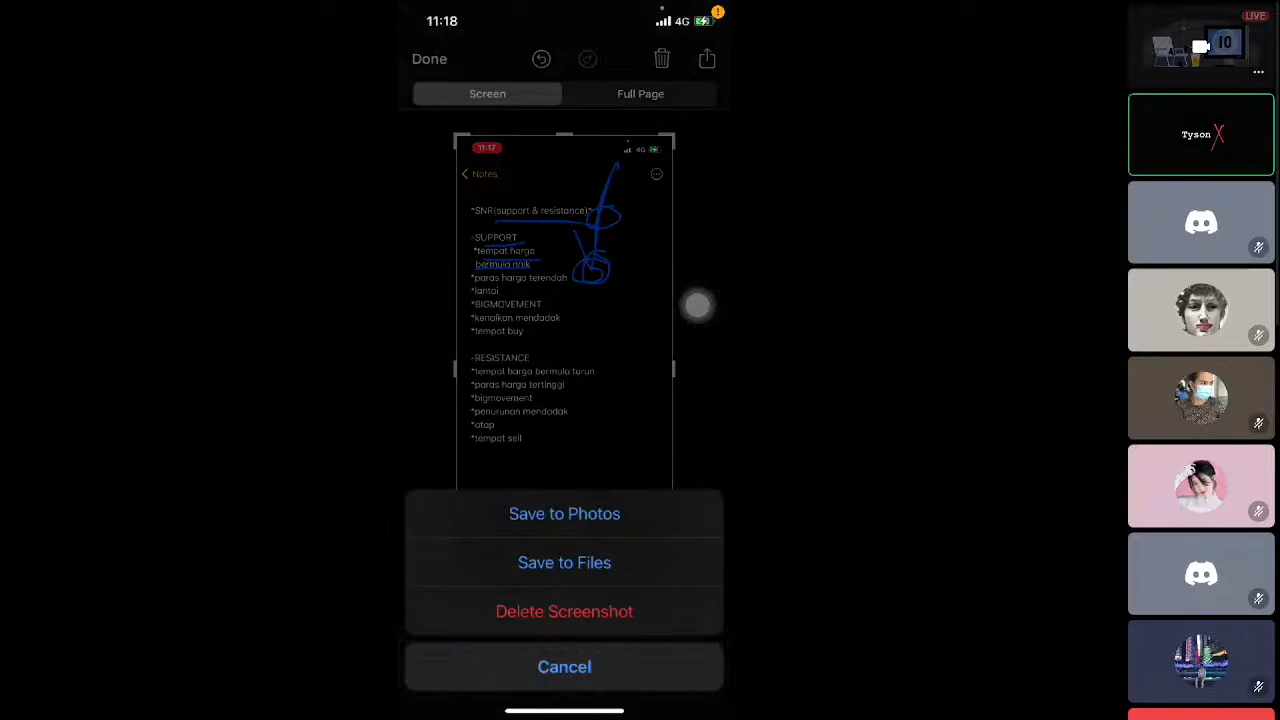 11:18
4G
!
Done
Screen
Full Page
11:17
4G
Notes
*SNR(support & resistance)*
-SUPPORT
*tempat harga
bermula naik
*paras harga terendah
*lantai
*BIGMOVEMENT
*kenaikan mendadak
*tempat buy
-RESISTANCE
*tempat harga bermula turun
*paras harga tertinggi
*bigmovement
*penurunan mendadak
*atap
*tempat sell
Save to Photos
Save to Files
Delete Screenshot
Cancel
LIVE
10
Tyson X